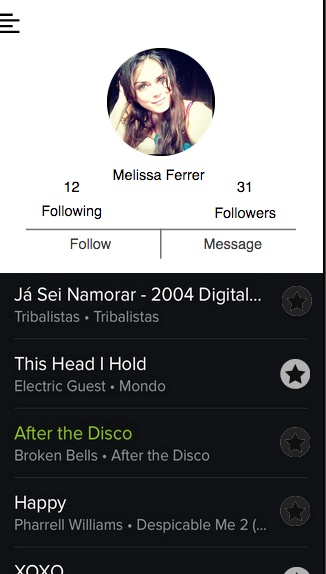 Melissa Ferrer
12 31
Following Followers
Follow Message
Já Sei Namorar - 2004 Digital...
Tribalistas • Tribalistas
This Head I Hold
Electric Guest • Mondo
After the Disco
Broken Bells • After the Disco
Happy
Pharrell Williams • Despicable Me 2 (...
XOXO